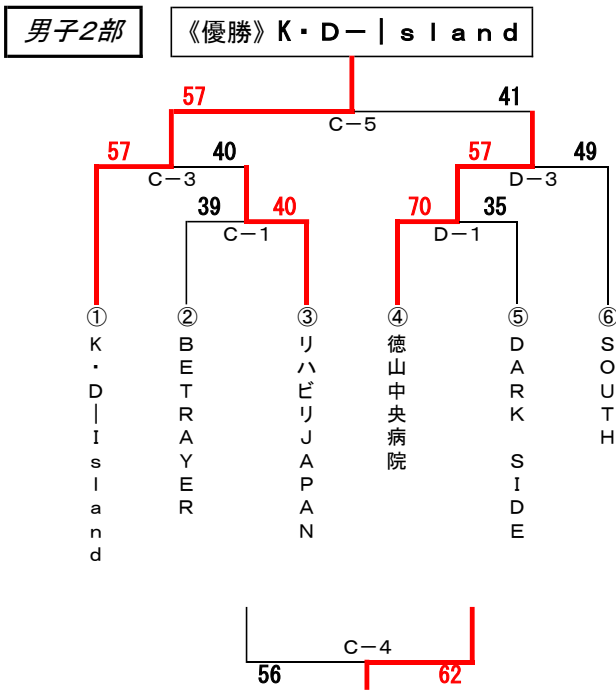 男子2部
《優勝》K・D－Ｉｓｌａｎｄ
57
41
C－5
57
40
57
49
C－3
D－3
39
40
70
35
C－1
D－1
①
②
③
④
⑤
⑥
K・D｜Island
BETRAYER
リハビリJAPAN
徳山中央病院
DARK SIDE
SOUTH
C－4
56
62